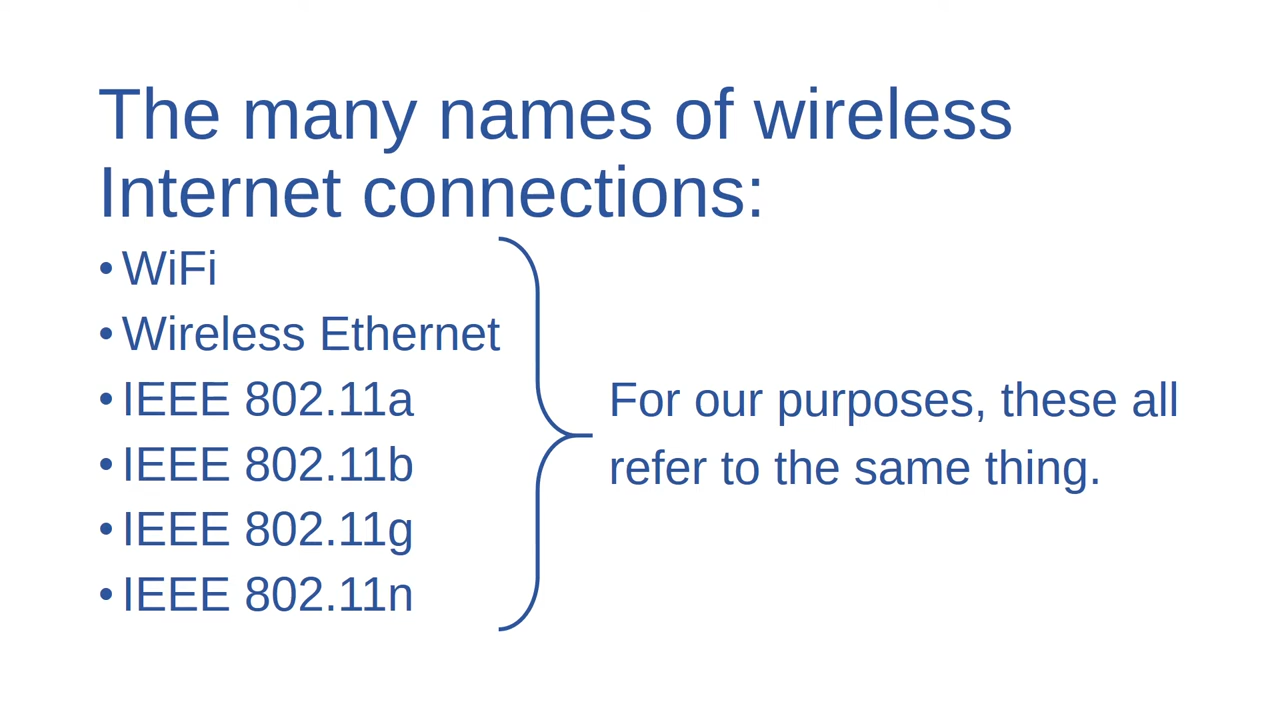 The many names of wireless
Internet connections:
• WiFi
• Wireless Ethernet
• IEEE 802.11a
• IEEE 802.11b
• IEEE 802.11g
• IEEE 802.11n
For our purposes, these all
refer to the same thing.